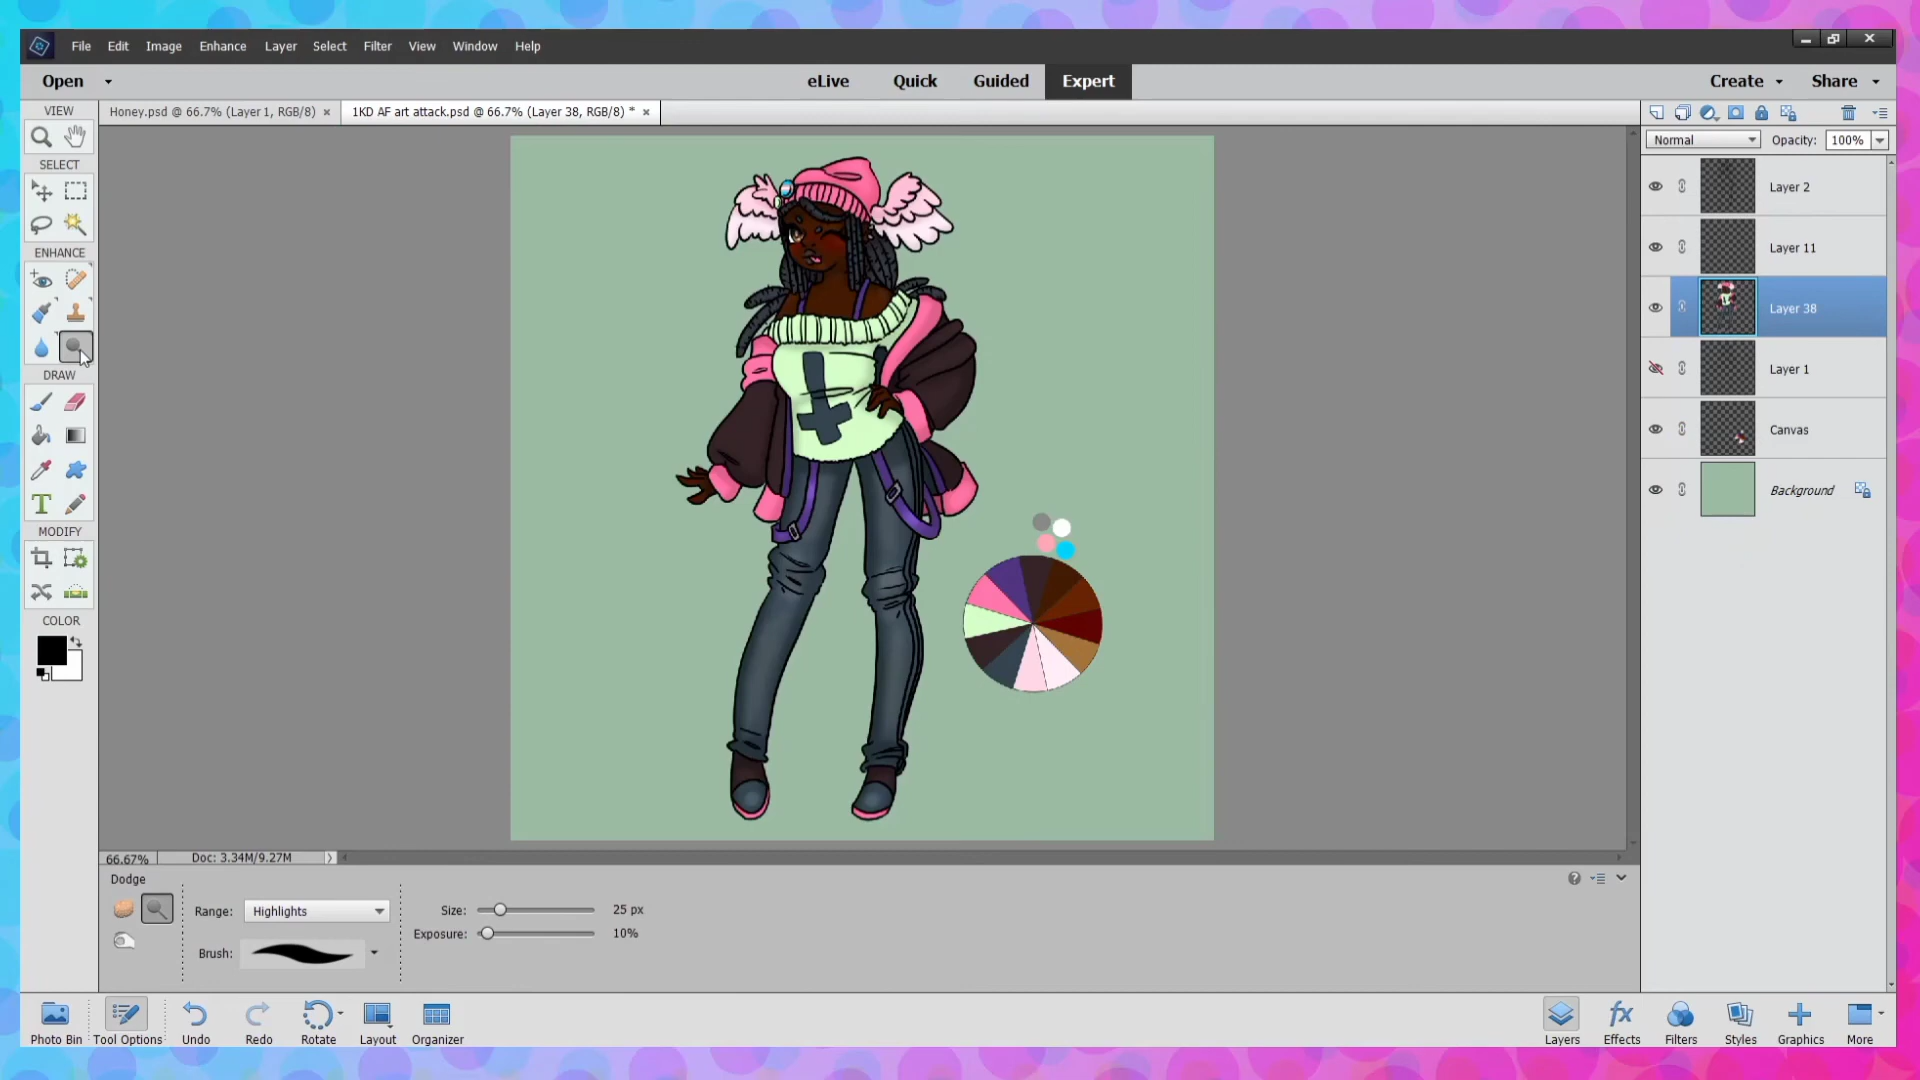 File Edit Image Enhance Layer Select Filter View Window Help
Open eLive Quick Guided Expert Create Share
VIEW
Honey.psd @ 66.7% (Layer 1, RGB/8) × 1KD AF art attack.psd @ 66.7% (Layer 38, RGB/8) * ×
Normal Opacity: 100%
SELECT
Layer 2
ENHANCE
Layer 11
Layer 38
DRAW
Layer 1
Canvas
Background
MODIFY
COLOR
66.67% Doc: 3.34M/9.27M
Dodge
Range: Highlights Size: 25 px
Exposure: 10%
Brush:
Photo Bin Tool Options Undo Redo Rotate Layout Organizer Layers Effects Filters Styles Graphics More